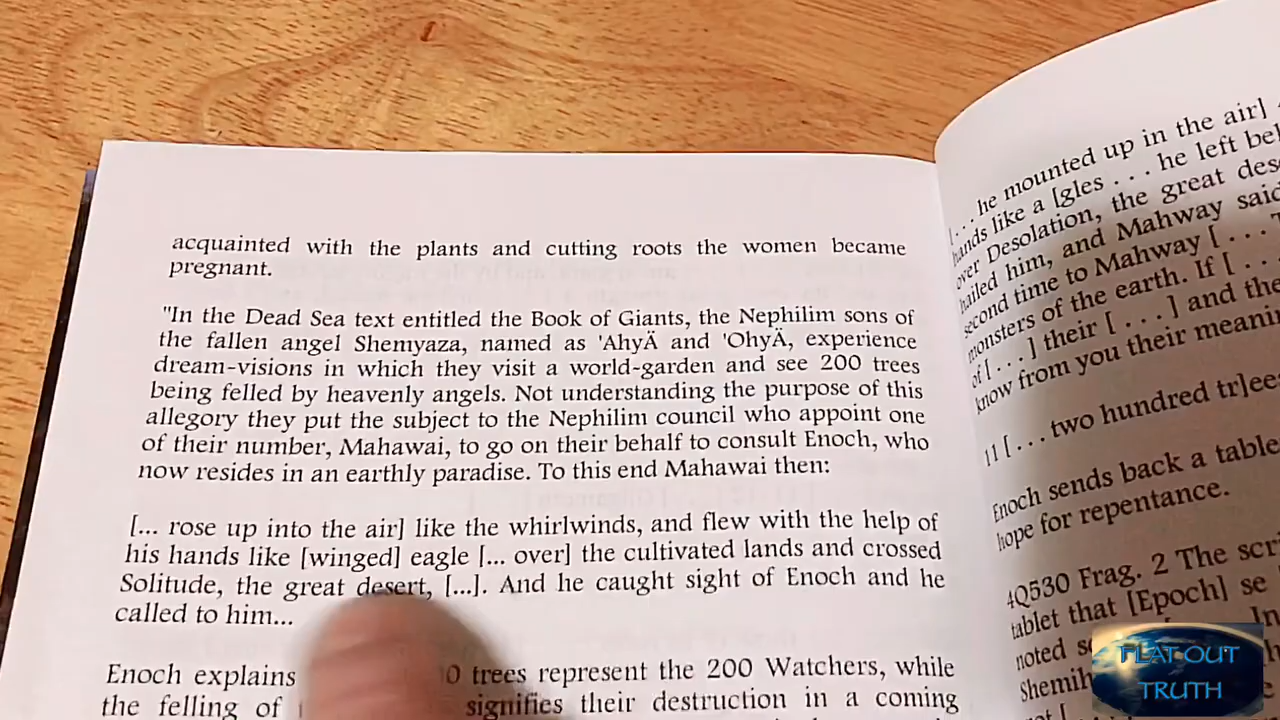 acquainted with the plants and cutting roots the women became
pregnant.
"In the Dead Sea text entitled the Book of Giants, the Nephilim sons of
the fallen angel Shemyaza, named as 'AhyÄ and 'OhyÄ, experience
dream-visions in which they visit a world-garden and see 200 trees
being felled by heavenly angels. Not understanding the purpose of this
allegory they put the subject to the Nephilim council who appoint one
of their number, Mahawai, to go on their behalf to consult Enoch, who
now resides in an earthly paradise. To this end Mahawai then:
[... rose up into the air] like the whirlwinds, and flew with the help of
his hands like [winged] eagle [... over] the cultivated lands and crossed
Solitude, the great desert, [...]. And he caught sight of Enoch and he
called to him...
Enoch explains 0 trees represent the 200 Watchers, while
the felling of signifies their destruction in a coming
[. . . he mounted up in the air]
hands like a [gles . . . he left
over Desolation, the great
hailed him, and Mahway said
second time to Mahway [ . . .
monsters of the earth. If [ . .
of [ . . . ] their [ . . . ] and the
know from you their
11 [ . . . two hundred tr]ees
Enoch sends back a table
hope for repentance.
4Q530 Frag. 2 The
tablet that [Epoch] se
noted
FLAT OUT
TRUTH